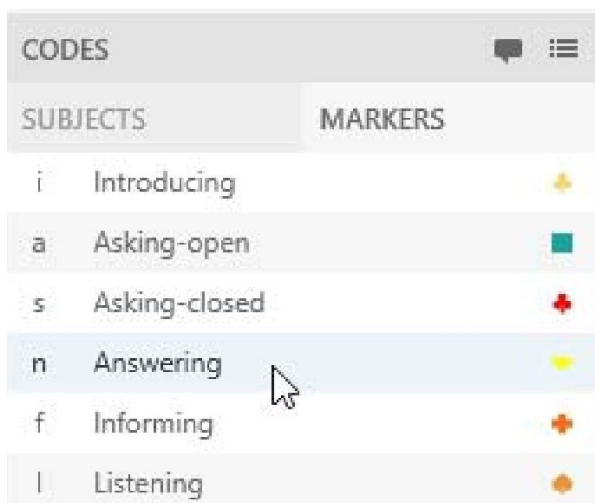 CODES
SUBJECTS MARKERS
i Introducing
a Asking-open
s Asking-closed
n Answering
f Informing
l Listening